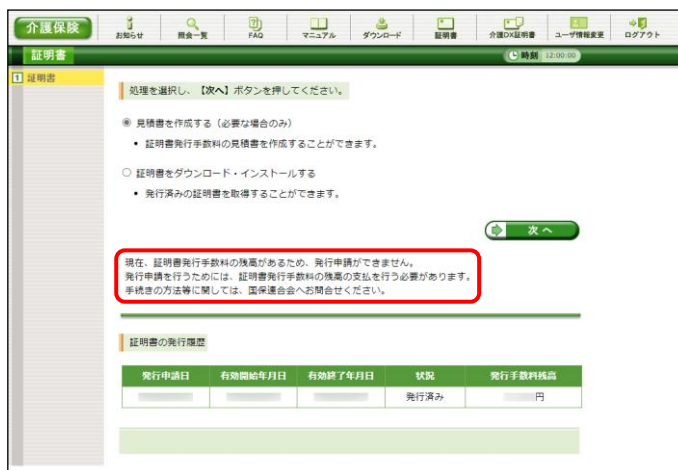 介護保険
お知らせ
照会一覧
FAQ
マニュアル
ダウンロード
証明書
介護DX証明書
ユーザ情報変更
ログアウト
証明書
時刻 12:00:00
1 証明書
処理を選択し、【次へ】ボタンを押してください。
見積書を作成する（必要な場合のみ）
• 証明書発行手数料の見積書を作成することができます。
証明書をダウンロード・インストールする
• 発行済みの証明書を取得することができます。
次 へ
現在、証明書発行手数料の残高があるため、発行申請ができません。
発行申請を行うためには、証明書発行手数料の残高の支払を行う必要があります。
手続きの方法等に関しては、国保連合会へお問合せください。
証明書の発行履歴
発行申請日 有効開始年月日 有効終了年月日 状況 発行手数料残高
発行済み 円